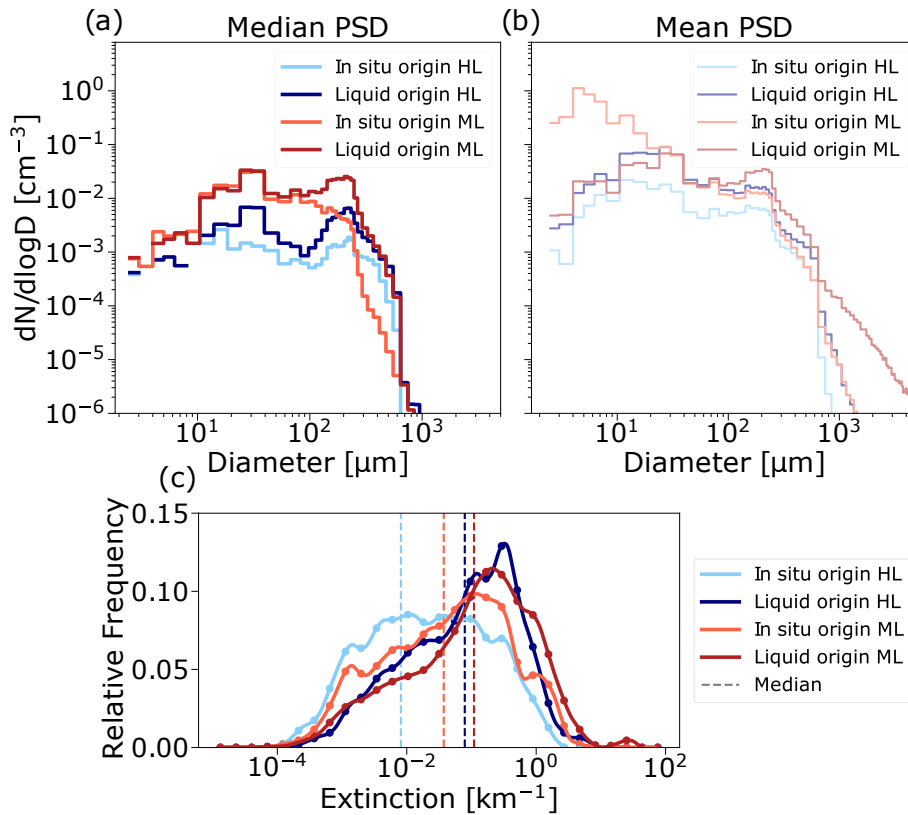 (a)
Median PSD
(b)
Mean PSD
dN/dlogD [cm⁻³]
10⁰
10⁻¹
10⁻²
10⁻³
10⁻⁴
10⁻⁵
10⁻⁶
In situ origin HL
Liquid origin HL
In situ origin ML
Liquid origin ML
In situ origin HL
Liquid origin HL
In situ origin ML
Liquid origin ML
10¹ 10² 10³
10¹ 10² 10³
Diameter [µm]
Diameter [µm]
(c)
Relative Frequency
0.15
0.10
0.05
0.00
10⁻⁴ 10⁻² 10⁰ 10²
Extinction [km⁻¹]
In situ origin HL
Liquid origin HL
In situ origin ML
Liquid origin ML
Median